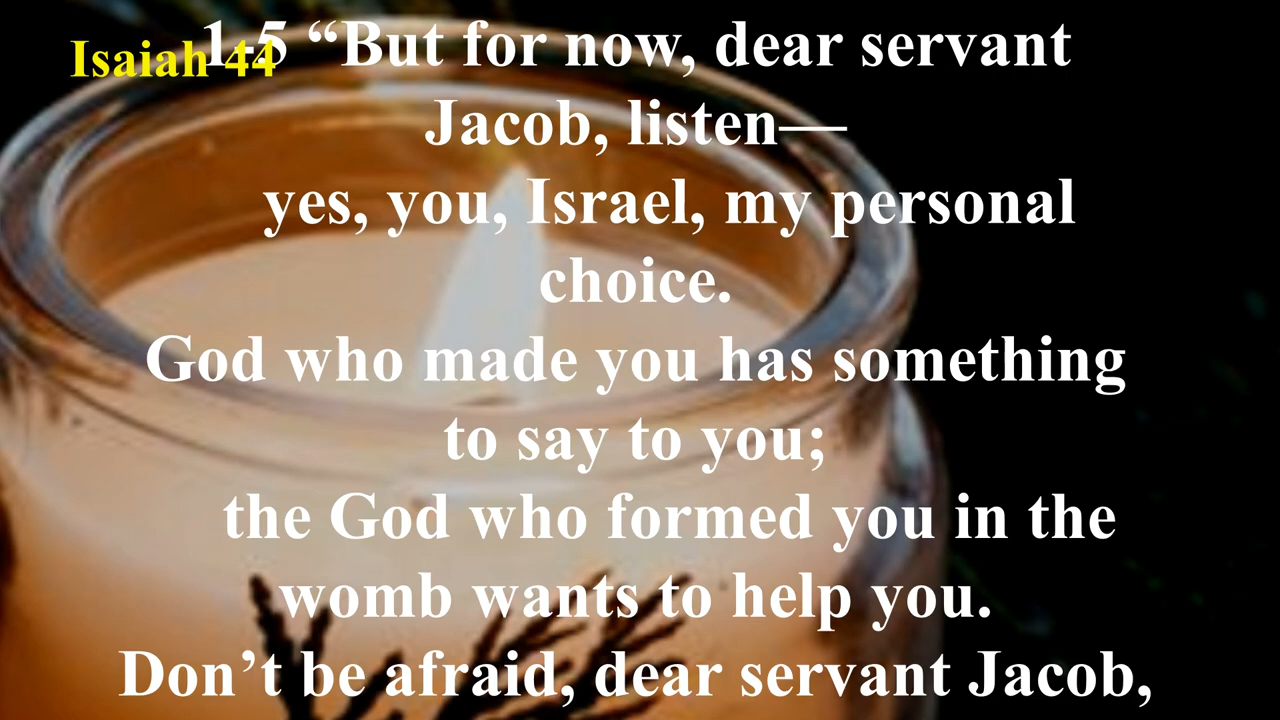 Isaiah 44
1-5 “But for now, dear servant
Jacob, listen—
yes, you, Israel, my personal
choice.
God who made you has something
to say to you;
the God who formed you in the
womb wants to help you.
Don’t be afraid, dear servant Jacob,